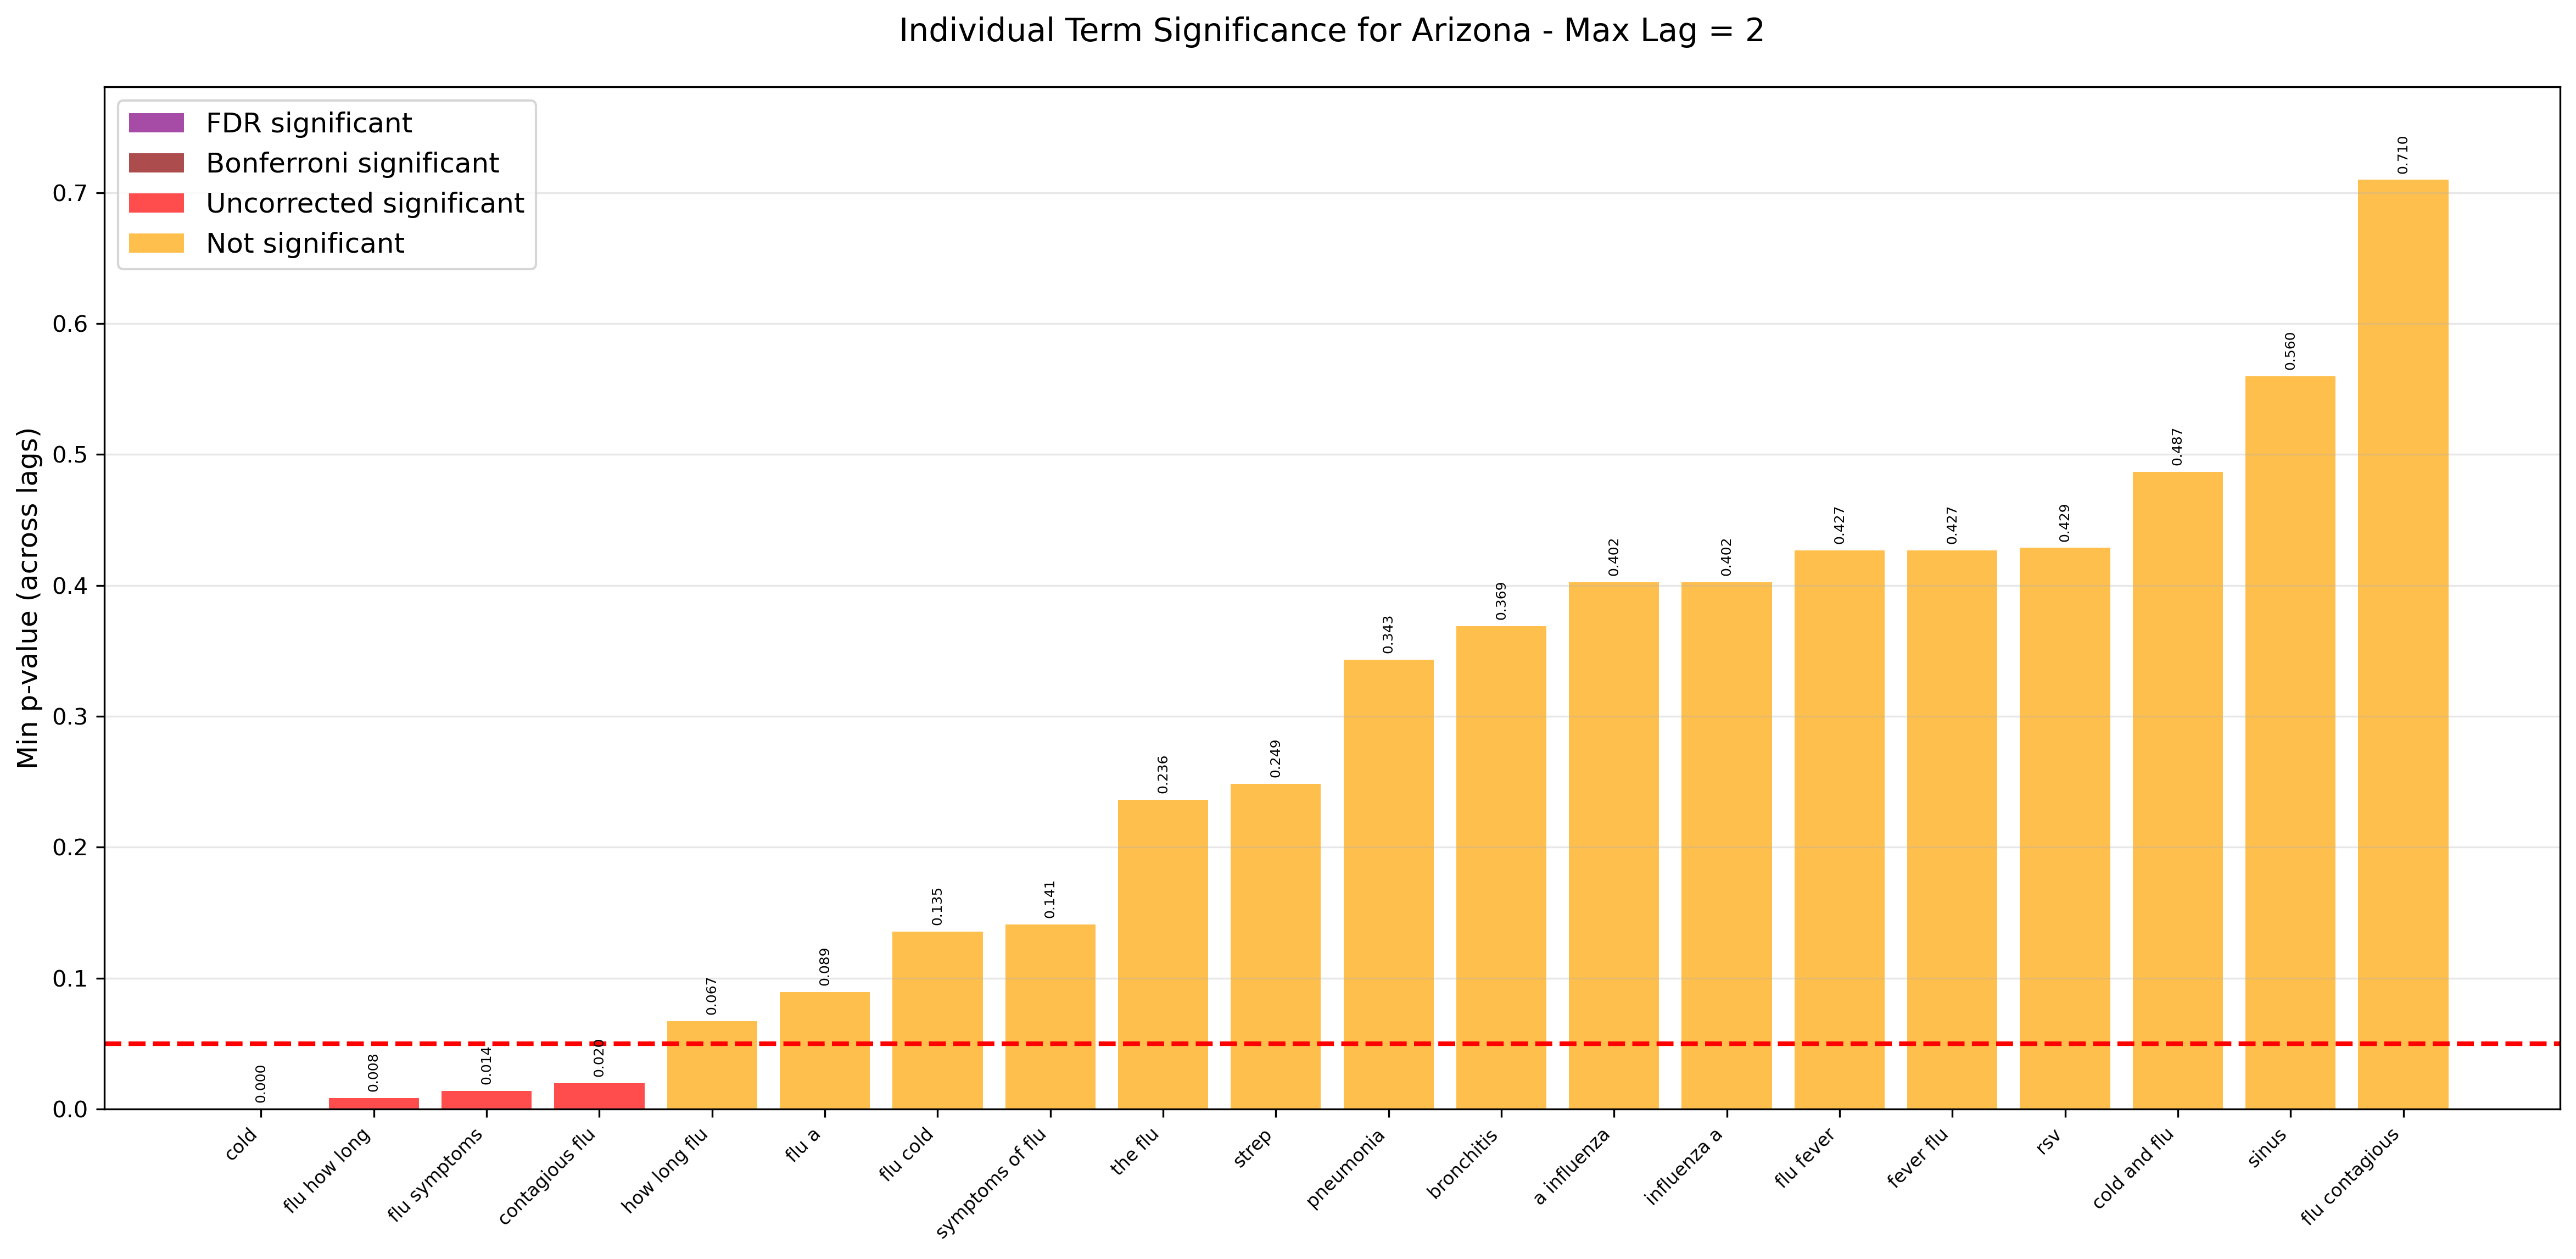 Individual Term Significance for Arizona - Max Lag = 2
FDR significant
Bonferroni significant
Uncorrected significant
Not significant
Min p-value (across lags)
0.7
0.6
0.5
0.4
0.3
0.2
0.1
0.0
0.000
0.008
0.014
0.020
0.067
0.089
0.135
0.141
0.236
0.249
0.343
0.369
0.402
0.402
0.427
0.427
0.429
0.487
0.560
0.710
cold
flu how long
flu symptoms
contagious flu
how long flu
flu a
flu cold
symptoms of flu
the flu
strep
pneumonia
bronchitis
a influenza
influenza a
flu fever
fever flu
rsv
cold and flu
sinus
flu contagious